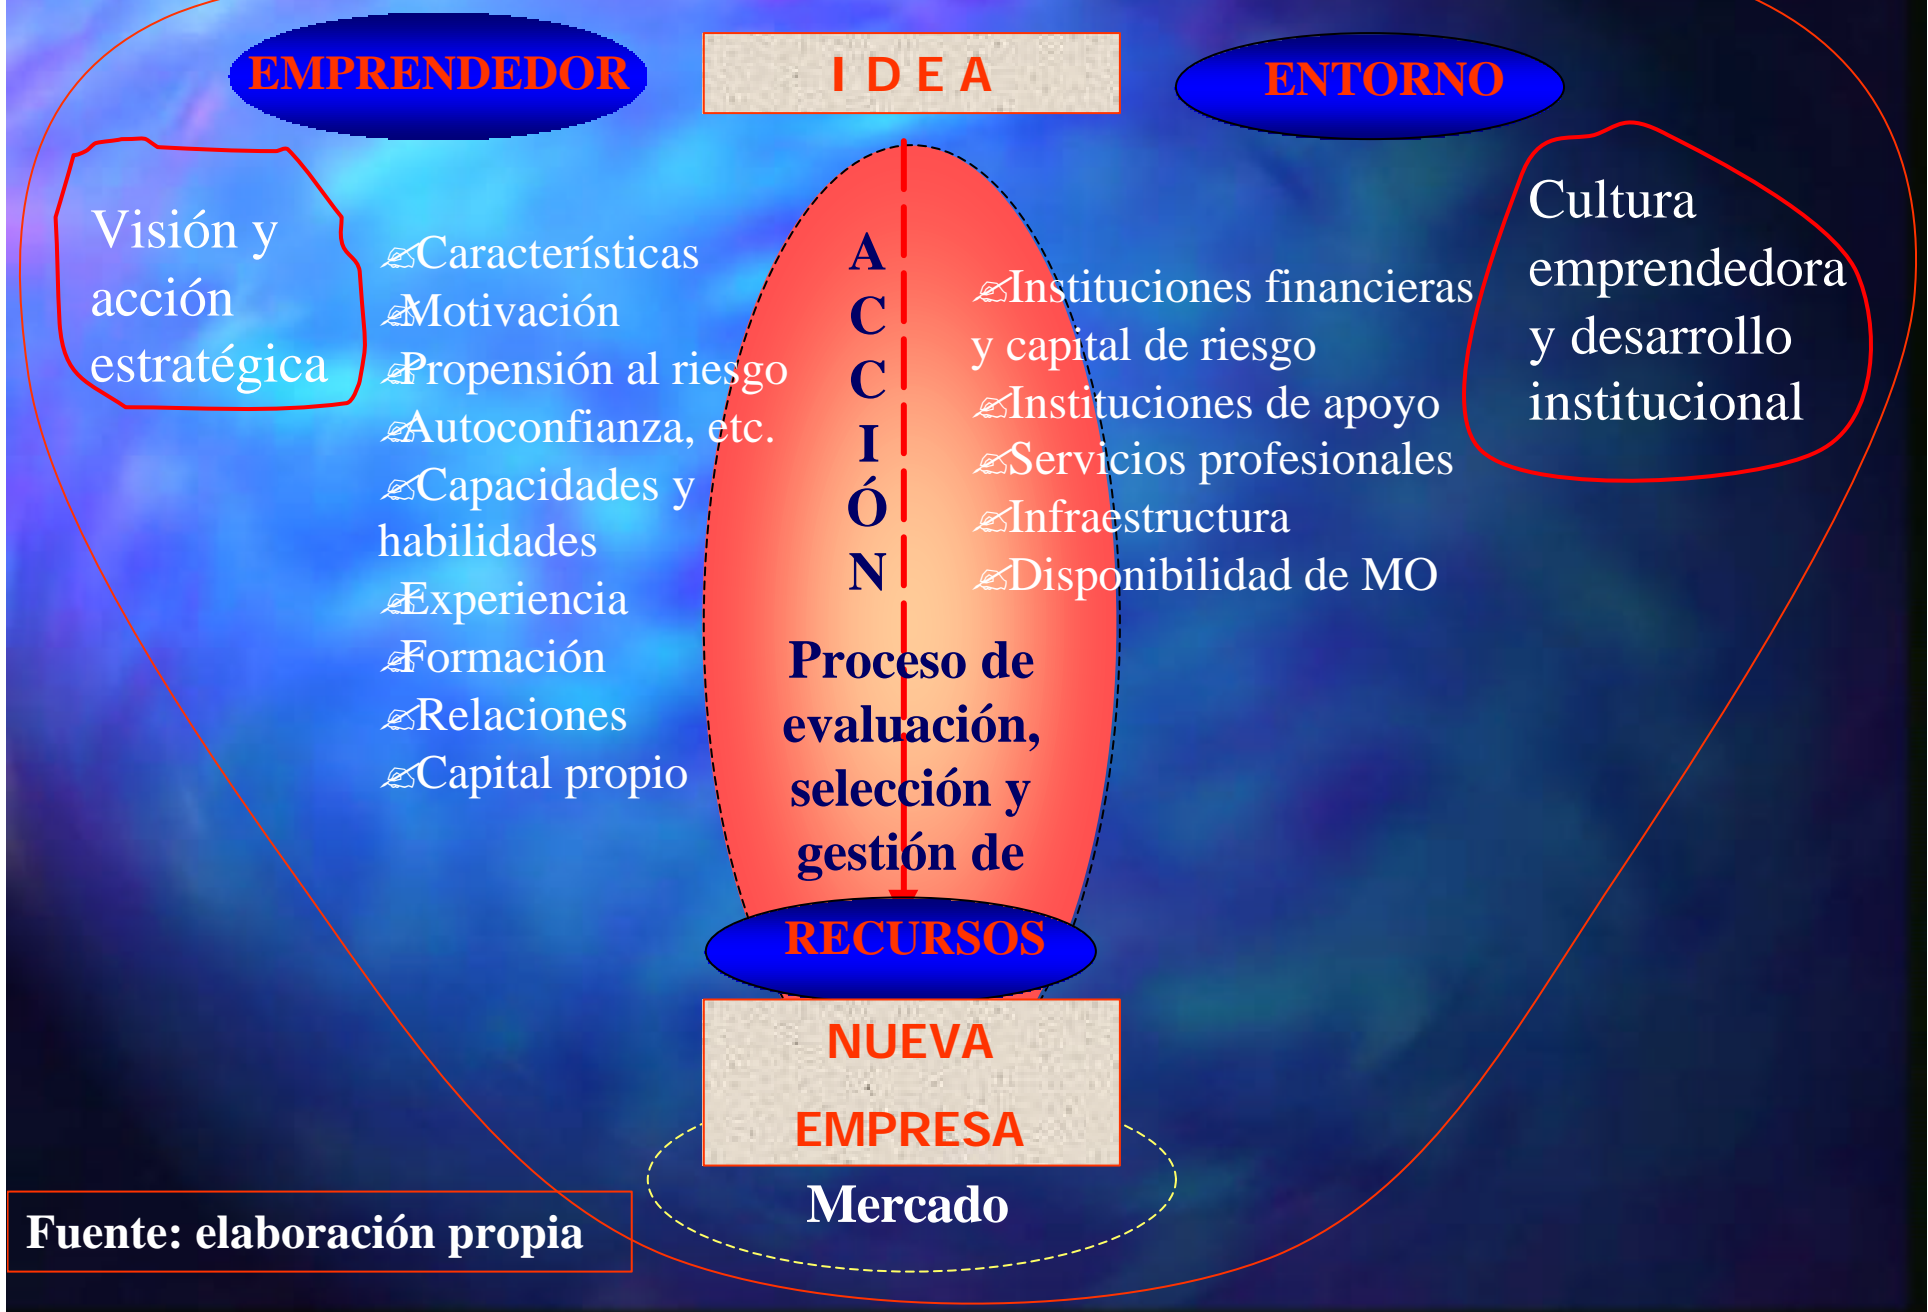 EMPRENDEDOR
I D E A
ENTORNO
Visión y
acción
estratégica
Características
Motivación
Propensión al riesgo
Autoconfianza, etc.
Capacidades y
habilidades
Experiencia
Formación
Relaciones
Capital propio
A
C
C
I
Ó
N
Proceso de
evaluación,
selección y
gestión de
RECURSOS
Instituciones financieras
y capital de riesgo
Instituciones de apoyo
Servicios profesionales
Infraestructura
Disponibilidad de MO
Cultura
emprendedora
y desarrollo
institucional
NUEVA
EMPRESA
Mercado
Fuente: elaboración propia